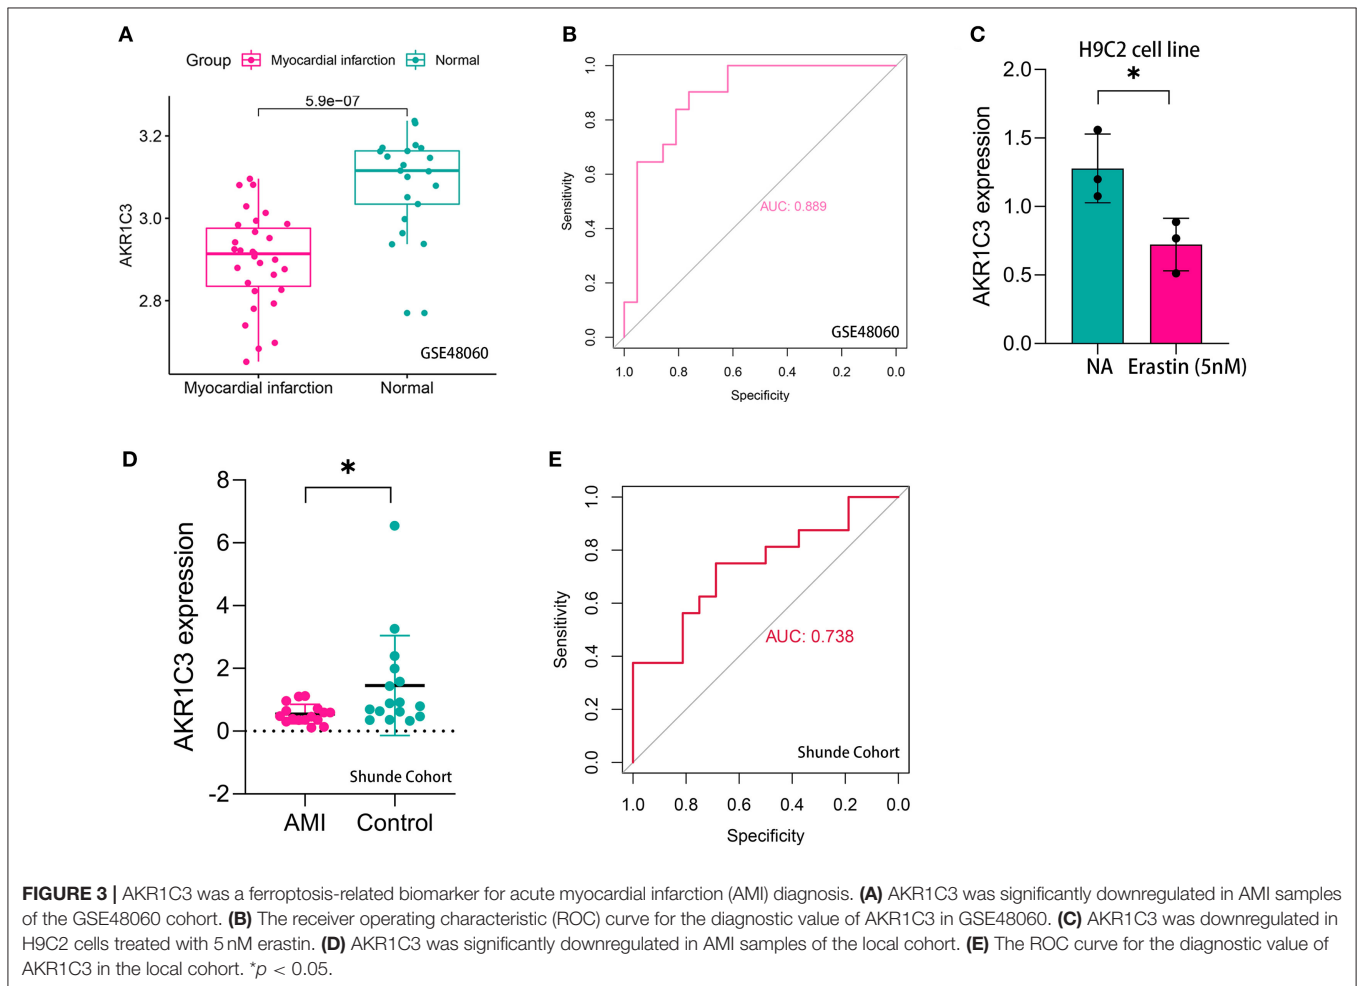 A
Group Myocardial infarction Normal
5.9e−07
3.2
3.0
2.8
AKR1C3
GSE48060
Myocardial infarction Normal
B
1.0
0.8
0.6
0.4
0.2
0.0
Sensitivity
AUC: 0.889
GSE48060
1.0 0.8 0.6 0.4 0.2 0.0
Specificity
C
H9C2 cell line
*
2.0
1.5
1.0
0.5
0.0
AKR1C3 expression
NA Erastin (5nM)
D
*
8
6
4
2
0
-2
AKR1C3 expression
Shunde Cohort
AMI Control
E
1.0
0.8
0.6
0.4
0.2
0.0
Sensitivity
AUC: 0.738
Shunde Cohort
1.0 0.8 0.6 0.4 0.2 0.0
Specificity
FIGURE 3 | AKR1C3 was a ferroptosis-related biomarker for acute myocardial infarction (AMI) diagnosis. (A) AKR1C3 was significantly downregulated in AMI samples
of the GSE48060 cohort. (B) The receiver operating characteristic (ROC) curve for the diagnostic value of AKR1C3 in GSE48060. (C) AKR1C3 was downregulated in
H9C2 cells treated with 5 nM erastin. (D) AKR1C3 was significantly downregulated in AMI samples of the local cohort. (E) The ROC curve for the diagnostic value of
AKR1C3 in the local cohort. *p < 0.05.